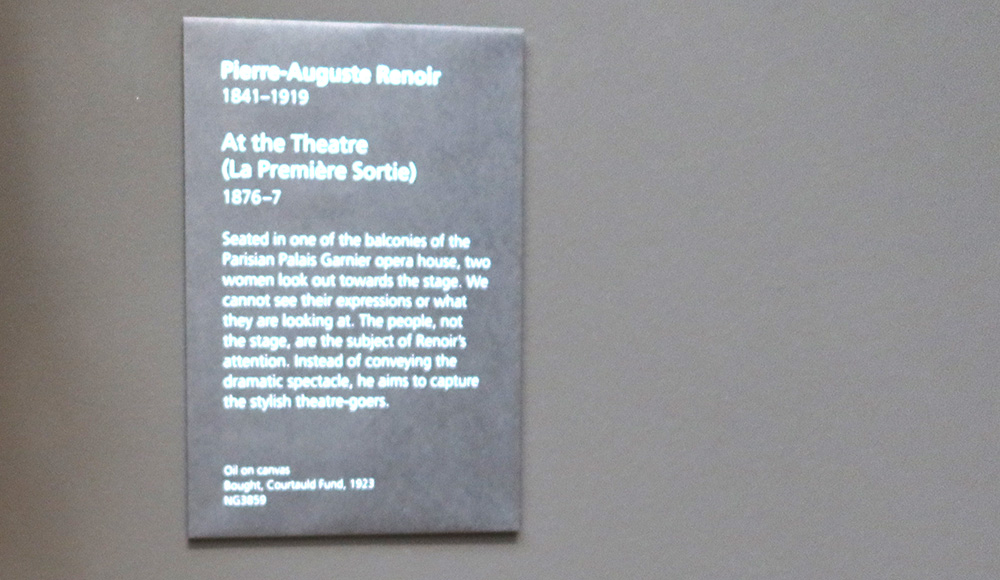 Pierre-Auguste Renoir
1841–1919
At the Theatre
(La Première Sortie)
1876–7
Seated in one of the balconies of the
Parisian Palais Garnier opera house, two
women look out towards the stage. We
cannot see their expressions or what
they are looking at. The people, not
the stage, are the subject of Renoir's
attention. Instead of conveying the
dramatic spectacle, he aims to capture
the stylish theatre-goers.
Oil on canvas
Bought, Courtauld Fund, 1923
NG3859